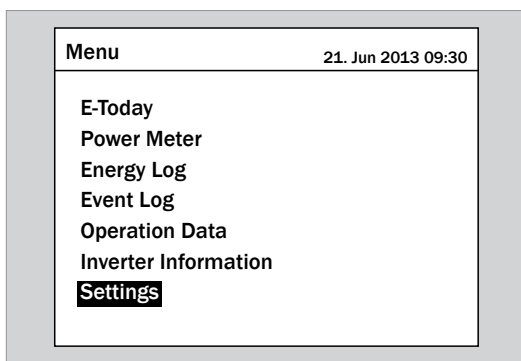 Menu
21. Jun 2013 09:30
E-Today
Power Meter
Energy Log
Event Log
Operation Data
Inverter Information
Settings